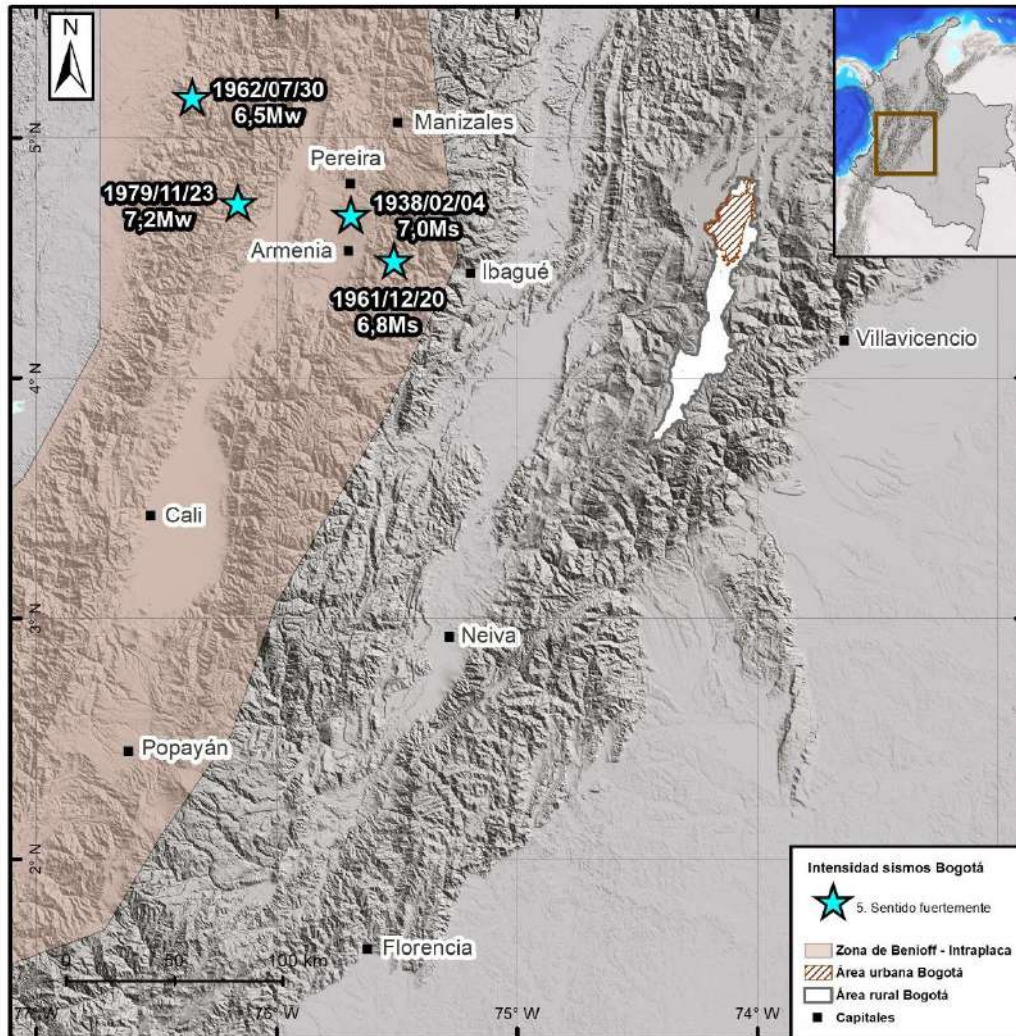 N
1962/07/30
6,5Mw
Manizales
5° N
Pereira
1979/11/23
7,2Mw
1938/02/04
7,0Ms
Armenia
Ibagué
1961/12/20
6,8Ms
Villavicencio
4° N
Cali
3° N
Neiva
Popayán
2° N
Florencia
0
50
100 km
77° W
76° W
75° W
74° W
Intensidad sismos Bogotá
5. Sentido fuertemente
Zona de Benioff - Intraplaca
Área urbana Bogotá
Área rural Bogotá
Capitales